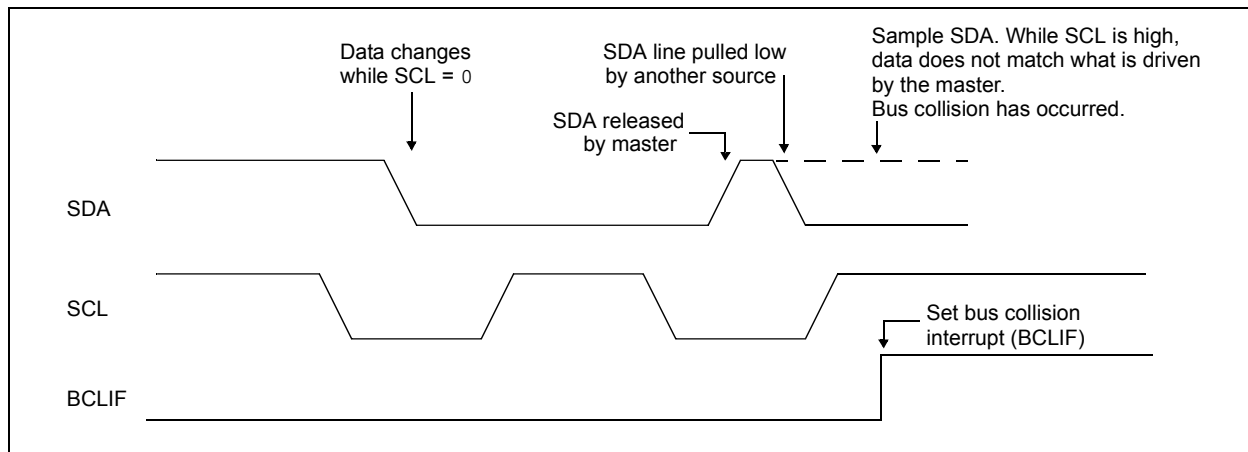 Data changes
while SCL = 0
SDA line pulled low
by another source
Sample SDA. While SCL is high,
data does not match what is driven
by the master.
Bus collision has occurred.
SDA released
by master
SDA
SCL
Set bus collision
interrupt (BCLIF)
BCLIF